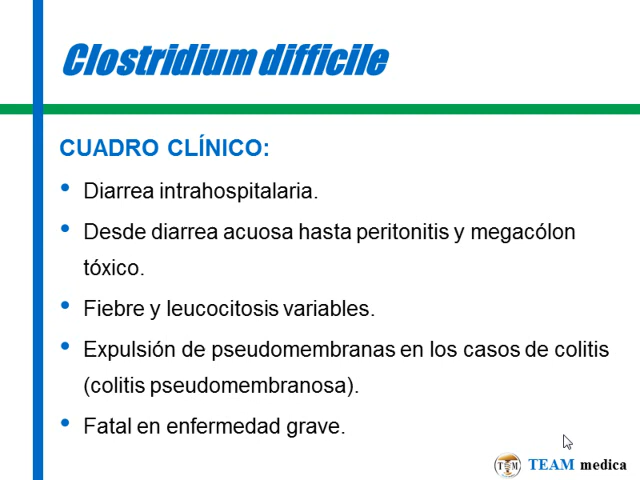 Clostridium difficile
CUADRO CLÍNICO:
• Diarrea intrahospitalaria.
• Desde diarrea acuosa hasta peritonitis y megacólon
tóxico.
• Fiebre y leucocitosis variables.
• Expulsión de pseudomembranas en los casos de colitis
(colitis pseudomembranosa).
• Fatal en enfermedad grave.
TEAM medica